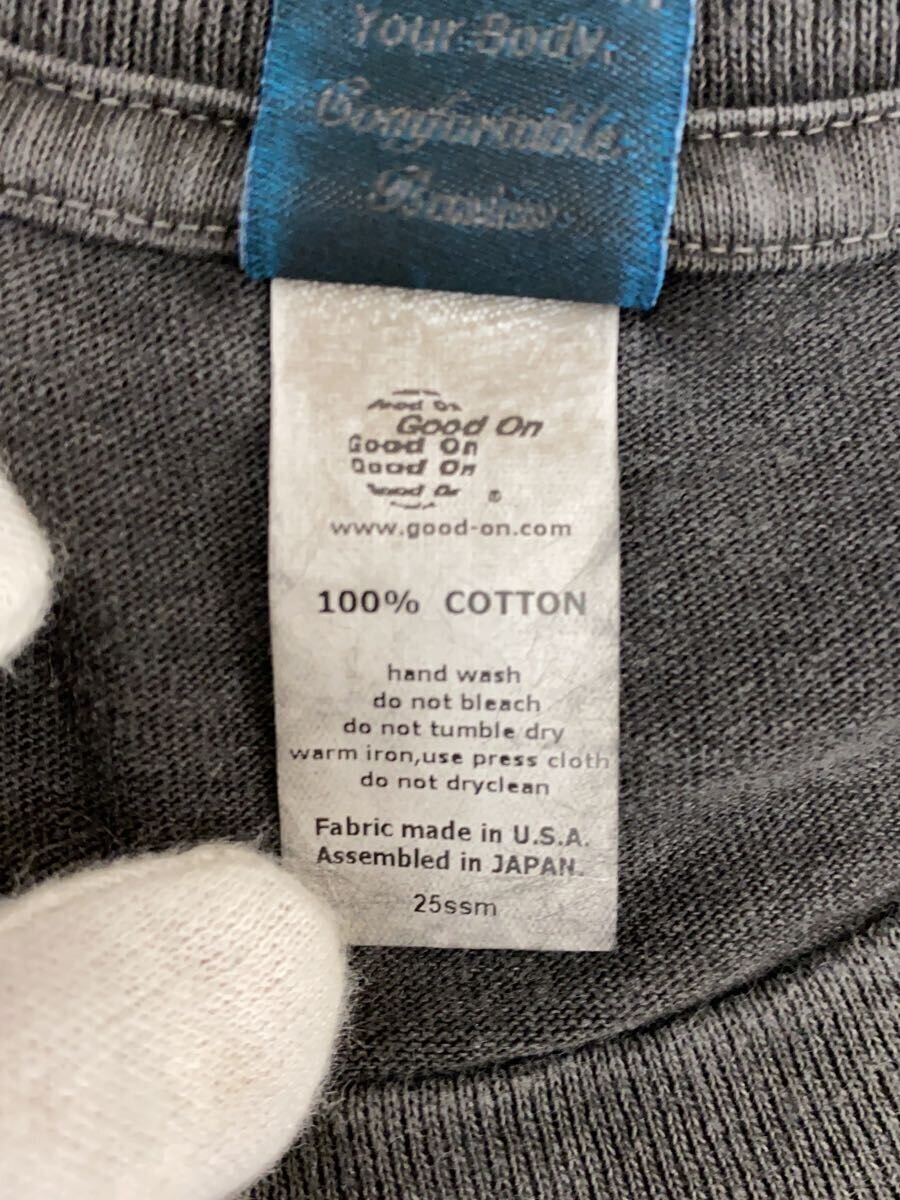 Your Body.
Comfortable
Good On
Good On
Good On
®
www.good-on.com
100% COTTON
hand wash
do not bleach
do not tumble dry
warm iron,use press cloth
do not dryclean
Fabric made in U.S.A.
Assembled in JAPAN.
25ssm